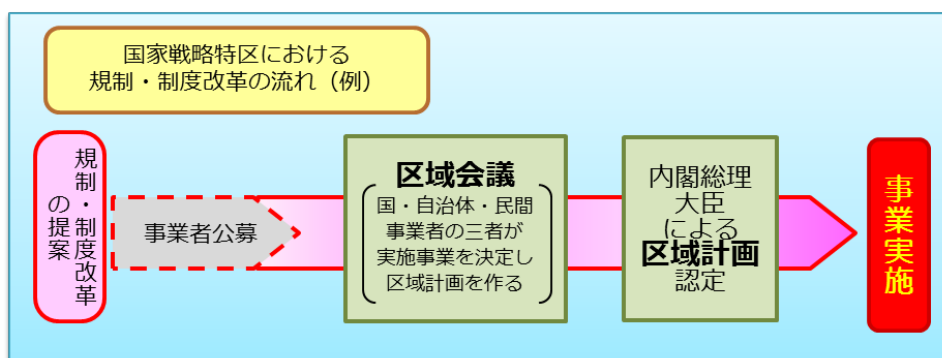 国家戦略特区における
規制・制度改革の流れ（例）
規制・制度改革
の提案
事業者公募
区域会議
国・自治体・民間
事業者の三者が
実施事業を決定し
区域計画を作る
内閣総理
大臣
による
区域計画
認定
事業実施